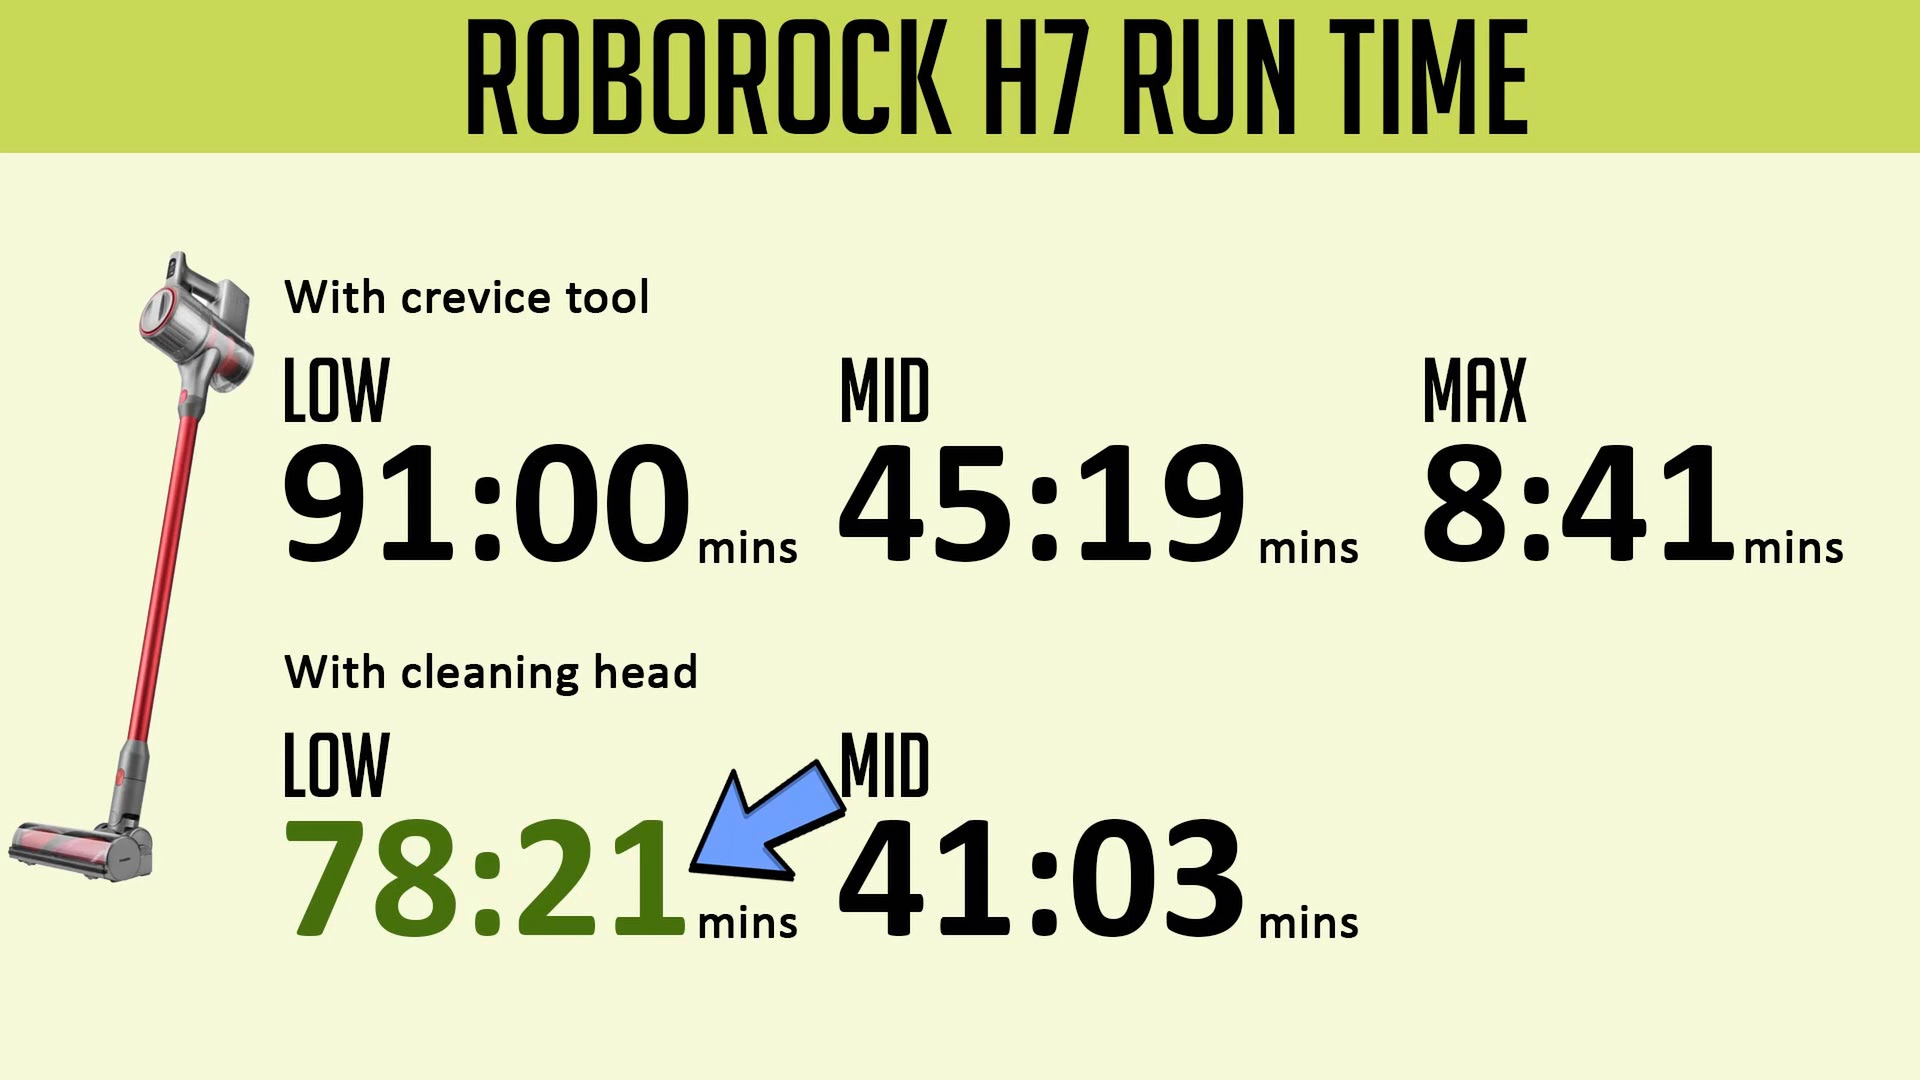 ROBOROCK H7 RUN TIME
With crevice tool
LOW MID MAX
91:00 mins 45:19 mins 8:41 mins
With cleaning head
LOW MID
78:21 mins 41:03 mins